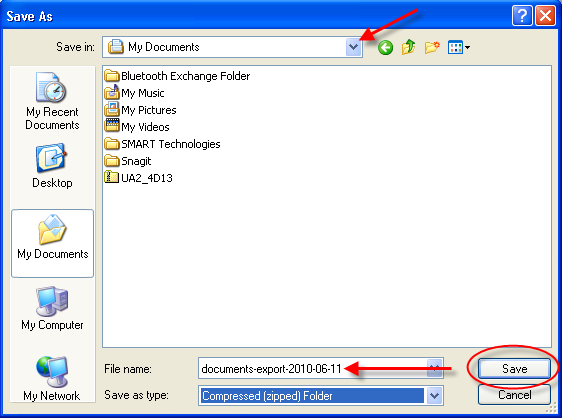 Save As
Save in: My Documents
Bluetooth Exchange Folder
My Music
My Pictures
My Videos
SMART Technologies
Snagit
UA2_4D13
My Recent
Documents
Desktop
My Documents
My Computer
My Network
File name: documents-export-2010-06-11 Save
Save as type: Compressed (zipped) Folder Cancel